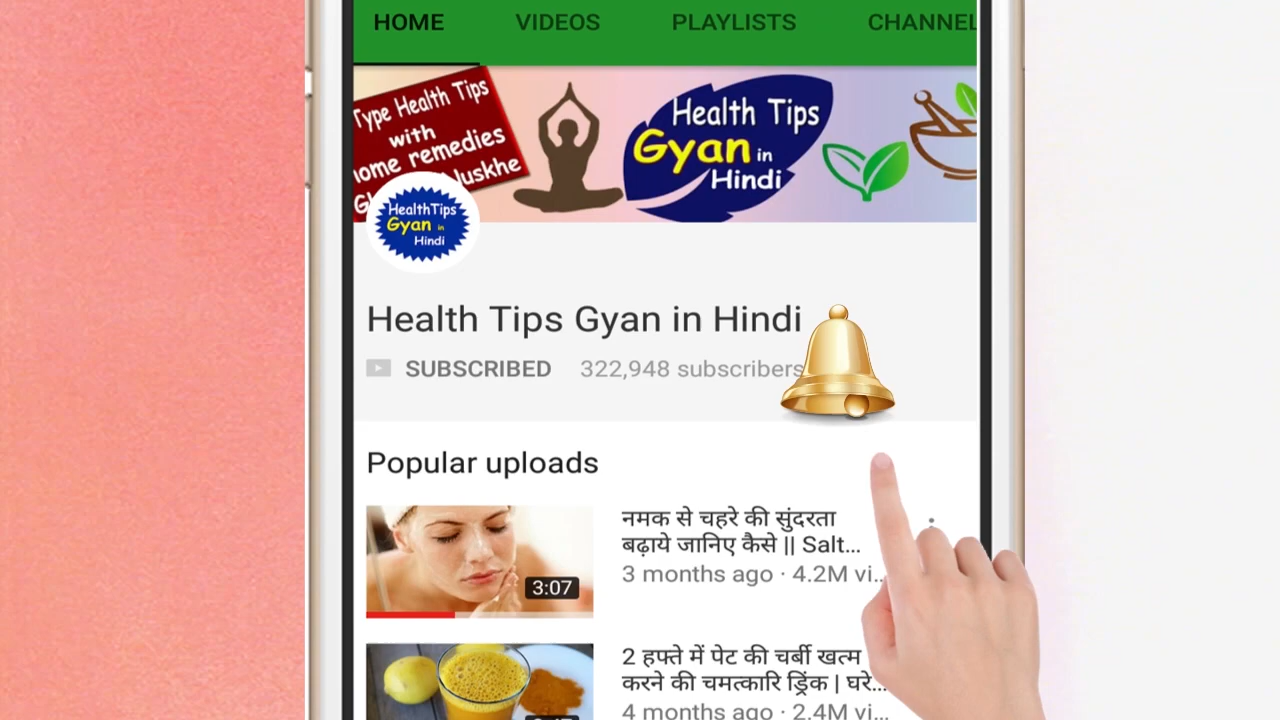 HOME VIDEOS PLAYLISTS CHANNEL
Type Health Tips
with
home remedies
Nuskhe
Health Tips
Gyan in
Hindi
HealthTips
Gyan in
Hindi
Health Tips Gyan in Hindi
SUBSCRIBED 322,948 subscribers
Popular uploads
नमक से चहरे की सुंदरता
बढ़ाये जानिए कैसे || Salt...
3 months ago · 4.2M vi...
3:07
2 हफ्ते में पेट की चर्बी खत्म
करने की चमत्कारि ड्रिंक | घरे...
4 months ago · 2.4M vi...